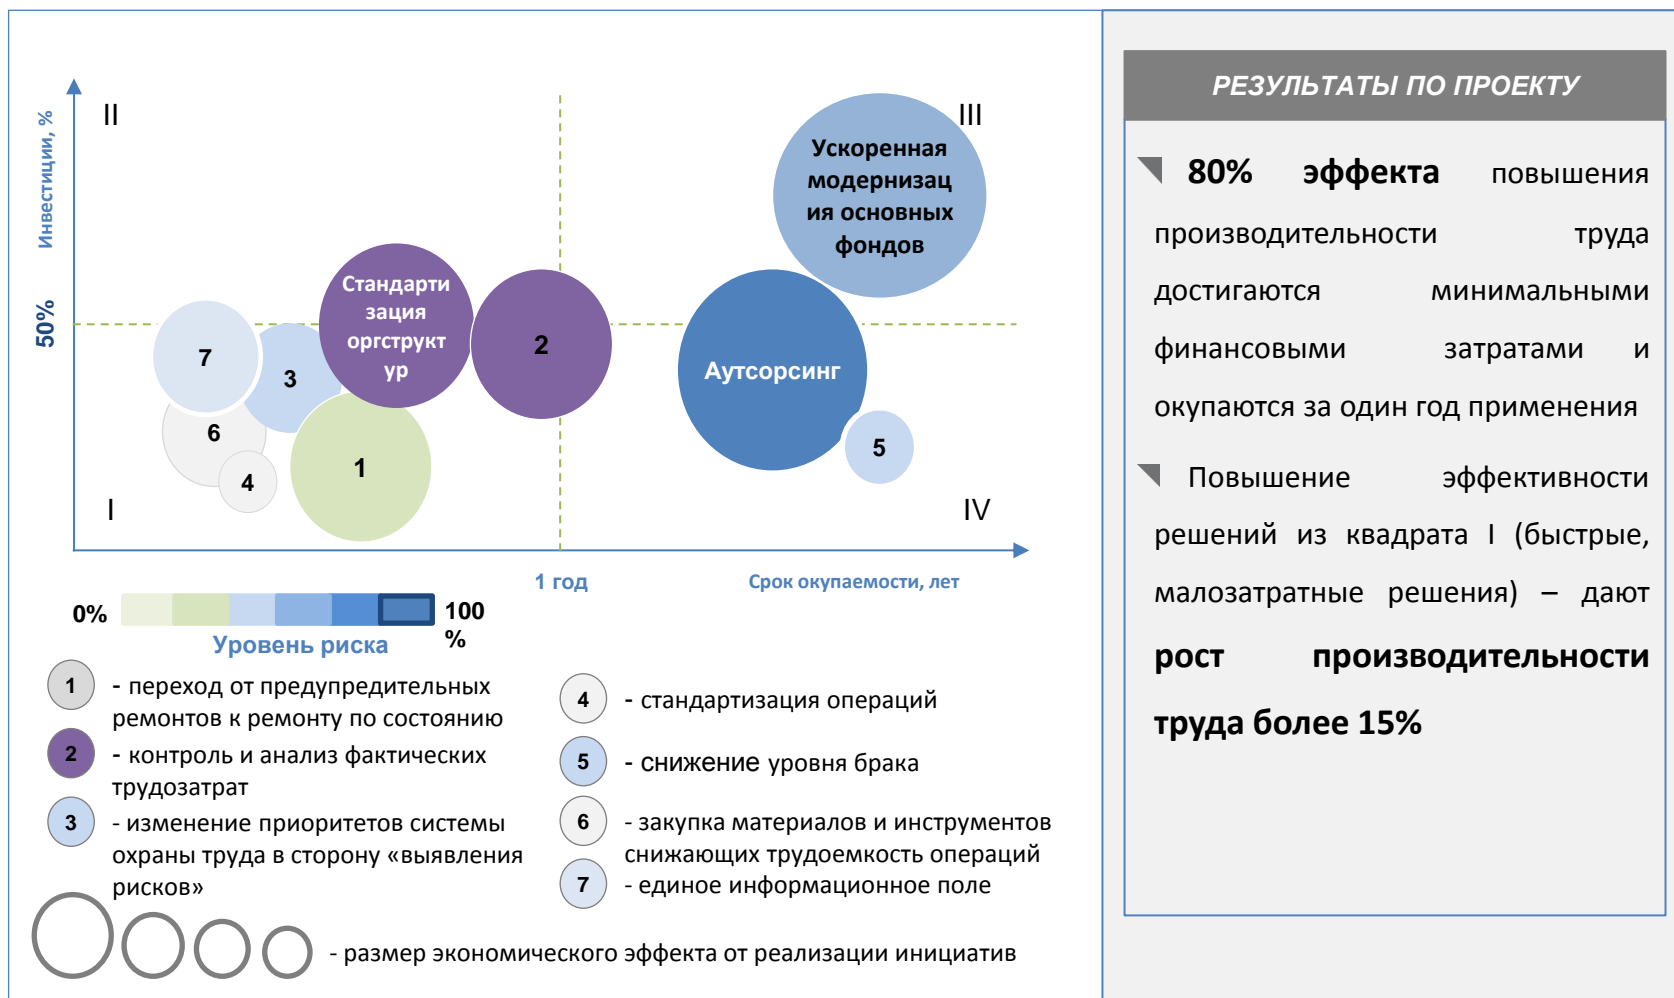 II
III
Инвестиции, %
50%
Ускоренная
модернизац
ия основных
фондов
Стандарти
зация
оргструкт
ур
2
7
3
Аутсорсинг
6
4
1
5
I
IV
1 год
Срок окупаемости, лет
0%
100
%
Уровень риска
1 - переход от предупредительных
ремонтов к ремонту по состоянию
2 - контроль и анализ фактических
трудозатрат
3 - изменение приоритетов системы
охраны труда в сторону «выявления
рисков»
4 - стандартизация операций
5 - снижение уровня брака
6 - закупка материалов и инструментов
снижающих трудоемкость операций
7 - единое информационное поле
- размер экономического эффекта от реализации инициатив
РЕЗУЛЬТАТЫ ПО ПРОЕКТУ
80% эффекта повышения
производительности труда
достигаются минимальными
финансовыми затратами и
окупаются за один год применения
Повышение эффективности
решений из квадрата I (быстрые,
малозатратные решения) – дают
рост производительности
труда более 15%